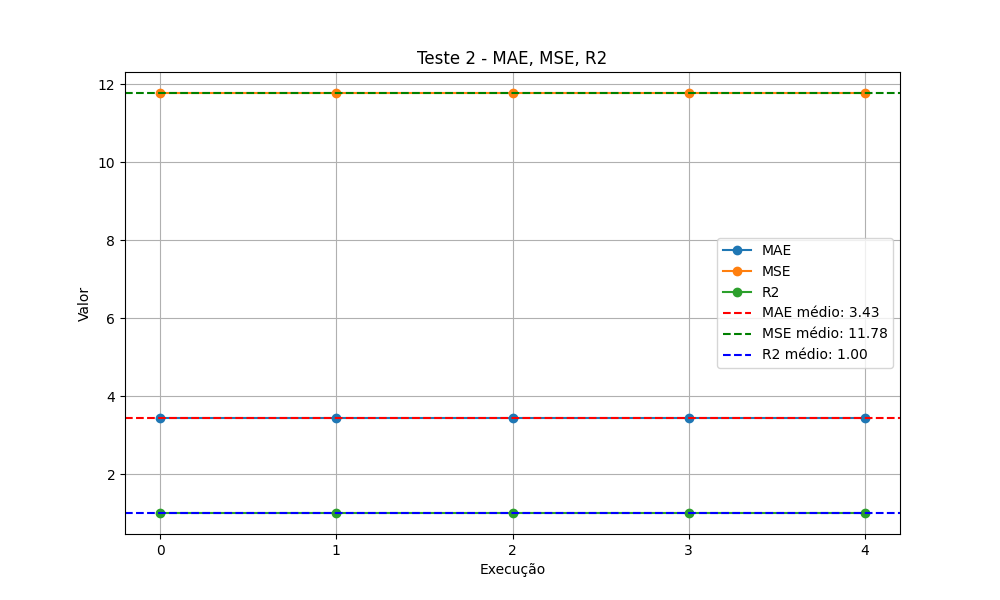 Teste 2 - MAE, MSE, R2
12
10
8
6
4
2
Valor
MAE
MSE
R2
MAE médio: 3.43
MSE médio: 11.78
R2 médio: 1.00
0 1 2 3 4
Execução